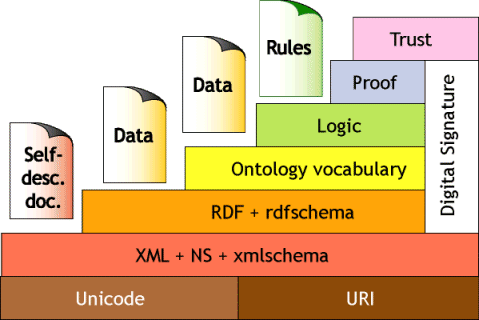 Trust
Rules
Proof
Data
Logic
Data
Digital Signature
Self-
desc.
doc.
Ontology vocabulary
RDF + rdfschema
XML + NS + xmlschema
Unicode
URI